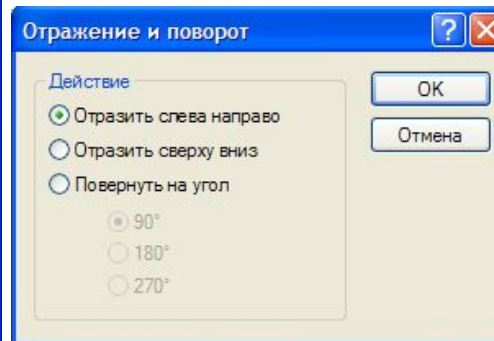 Отражение и поворот
Действие
Отразить слева направо
Отразить сверху вниз
Повернуть на угол
90°
180°
270°
OK
Отмена